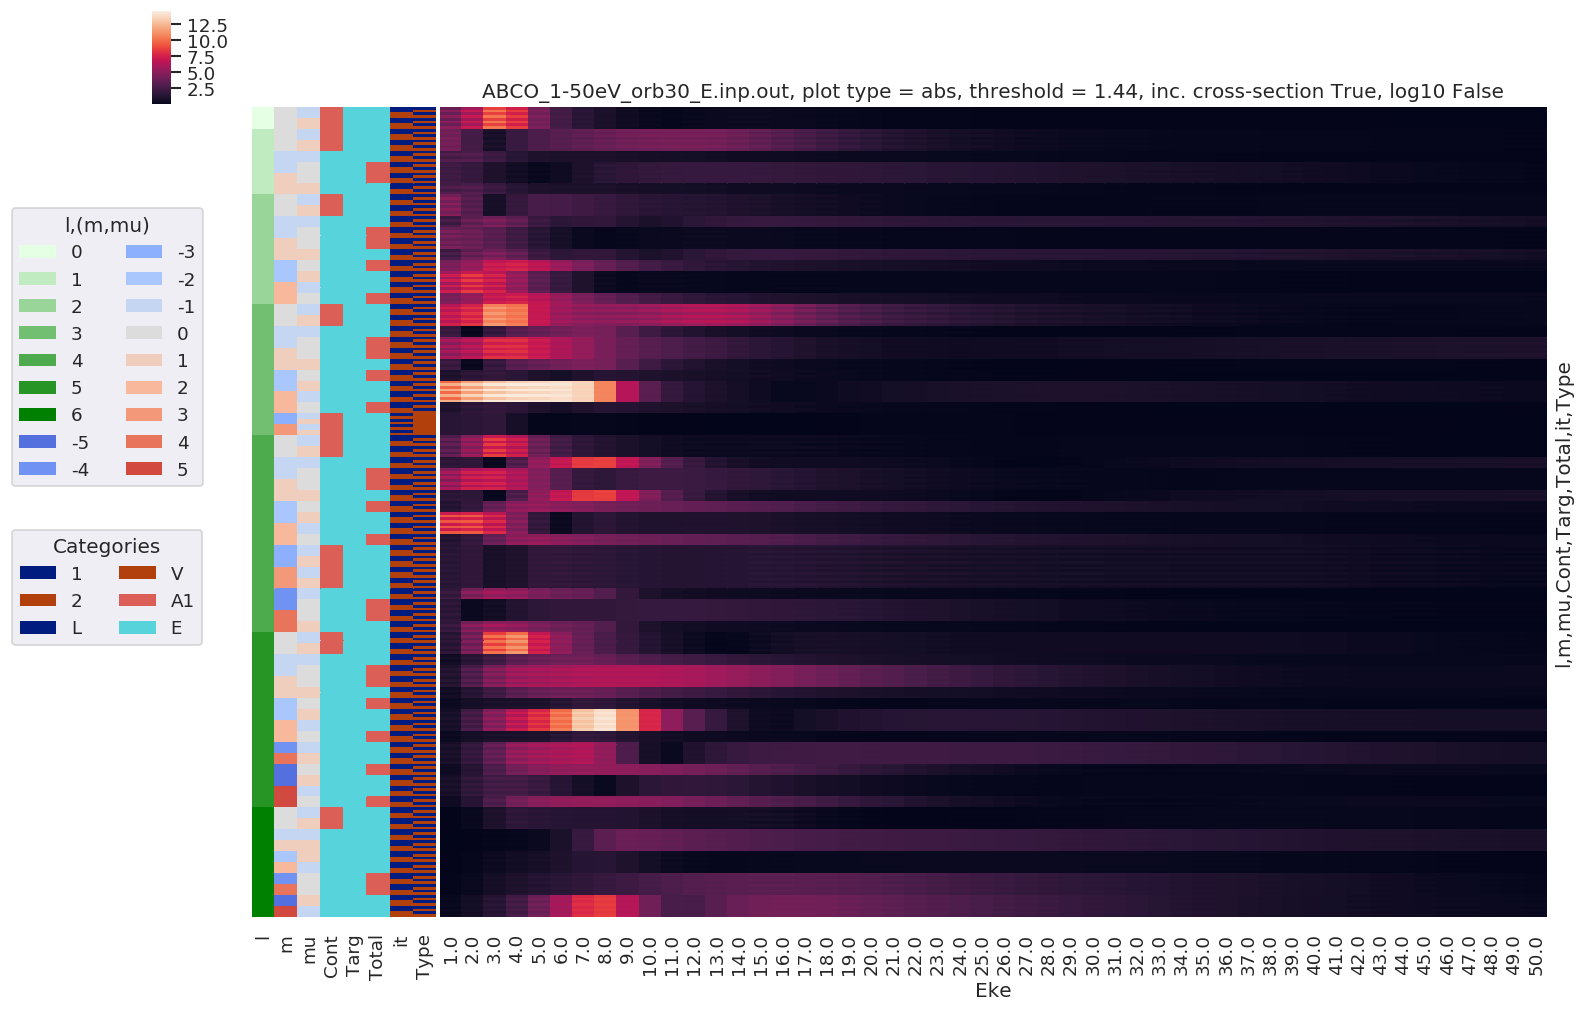 12.5
10.0
7.5
5.0
2.5
ABCO_1-50eV_orb30_E.inp.out, plot type = abs, threshold = 1.44, inc. cross-section True, log10 False
l,(m,mu)
0 -3
1 -2
2 -1
3 0
4 1
5 2
6 3
-5 4
-4 5
Categories
1 V
2 A1
L E
l,m,mu,Cont,Targ,Total,it,Type
l m mu Cont Targ Total it Type 1.0 2.0 3.0 4.0 5.0 6.0 7.0 8.0 9.0 10.0 11.0 12.0 13.0 14.0 15.0 16.0 17.0 18.0 19.0 20.0 21.0 22.0 23.0 24.0 25.0 26.0 27.0 28.0 29.0 30.0 31.0 32.0 33.0 34.0 35.0 36.0 37.0 38.0 39.0 40.0 41.0 42.0 43.0 44.0 45.0 46.0 47.0 48.0 49.0 50.0
Eke